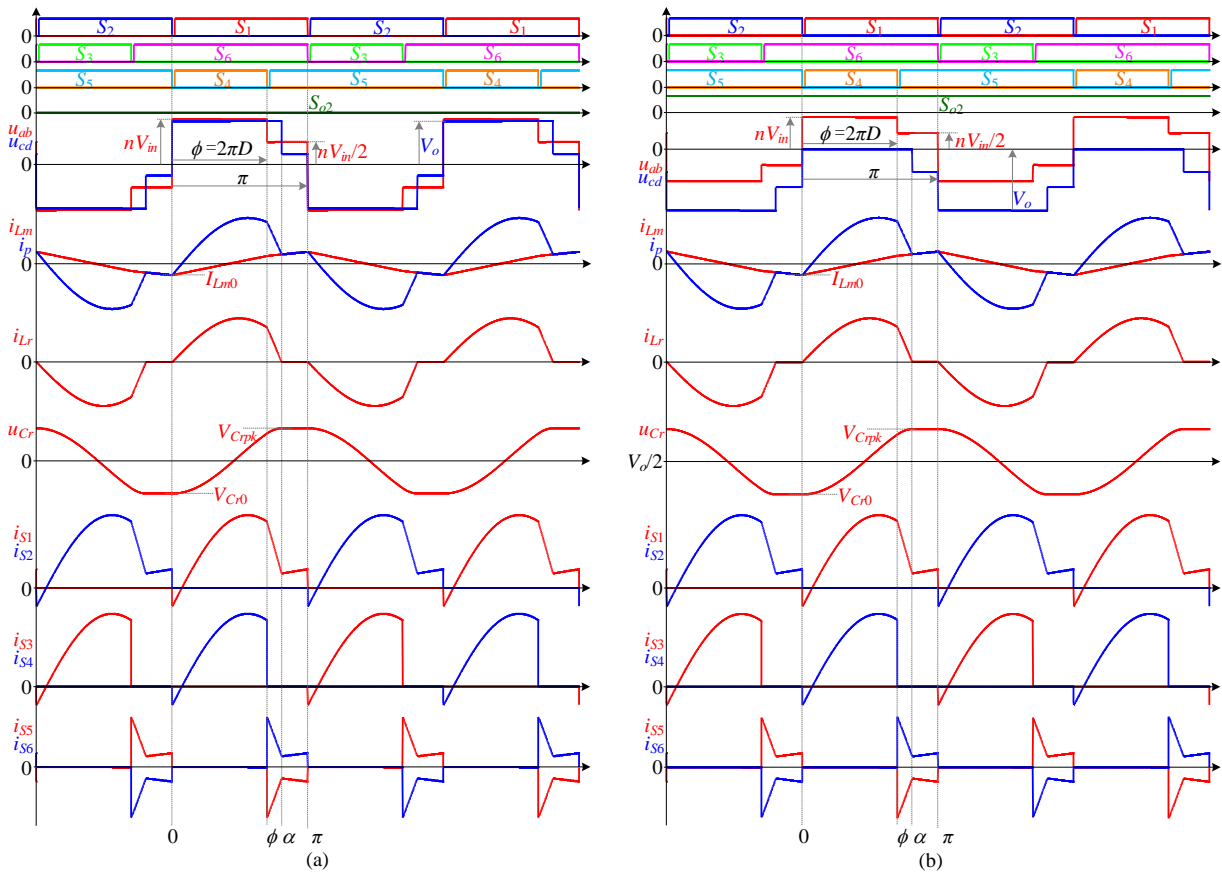 S2 S1 S2 S1
0
S3 S6 S3 S6
0
S5 S4 S5 S4
0
So2
0
uab
ucd
nVin
ϕ=2πD
nVin/2
Vo
0
π
iLm
ip
0
ILm0
iLr
0
uCr
VCrpk
0
VCr0
iS1
iS2
0
iS3
iS4
0
iS5
iS6
0
0 ϕ α π
(a)
S2 S1 S2 S1
0
S3 S6 S3 S6
0
S5 S4 S5 S4
0
So2
0
uab
ucd
nVin
ϕ=2πD
nVin/2
0
π
Vo
iLm
ip
0
ILm0
iLr
0
uCr
VCrpk
Vo/2
VCr0
iS1
iS2
0
iS3
iS4
0
iS5
iS6
0
0 ϕ α π
(b)